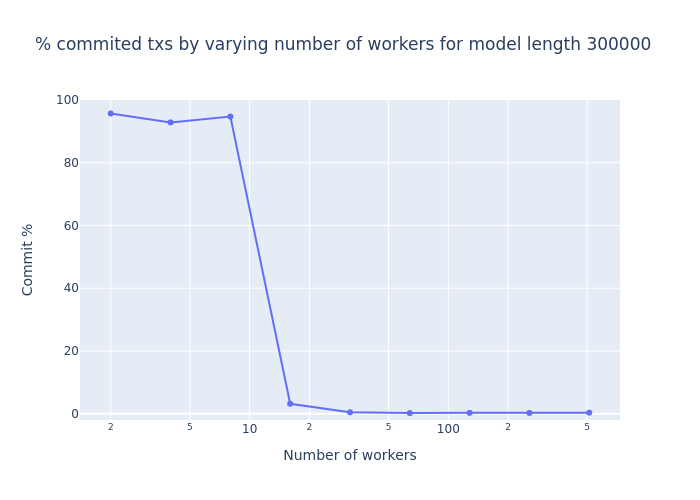 % commited txs by varying number of workers for model length 300000
100
80
60
40
20
0
Commit %
2 5 10 2 5 100 2 5
Number of workers